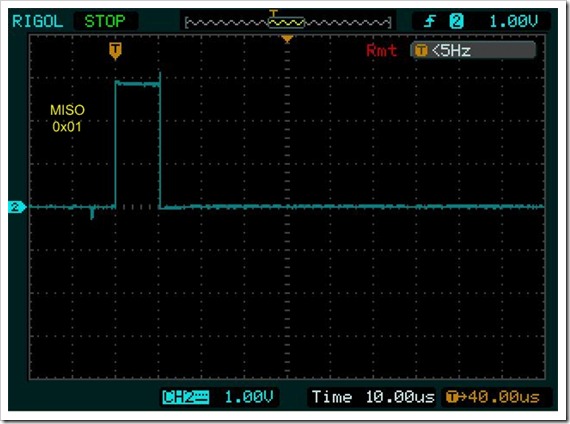 RIGOL STOP T 2 1.00V
T Rmt T <5Hz
MISO
0x01
2
CH2 1.00V Time 10.00us T→40.00us